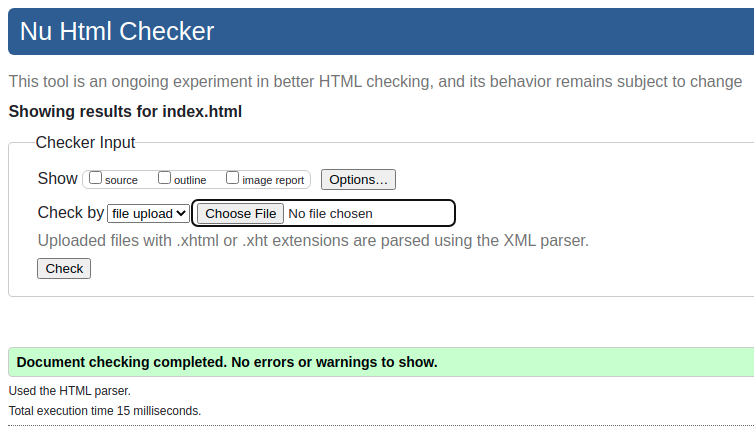 Nu Html Checker
This tool is an ongoing experiment in better HTML checking, and its behavior remains subject to change
Showing results for index.html
Checker Input
Show source outline image report Options…
Check by file upload Choose File No file chosen
Uploaded files with .xhtml or .xht extensions are parsed using the XML parser.
Check
Document checking completed. No errors or warnings to show.
Used the HTML parser.
Total execution time 15 milliseconds.